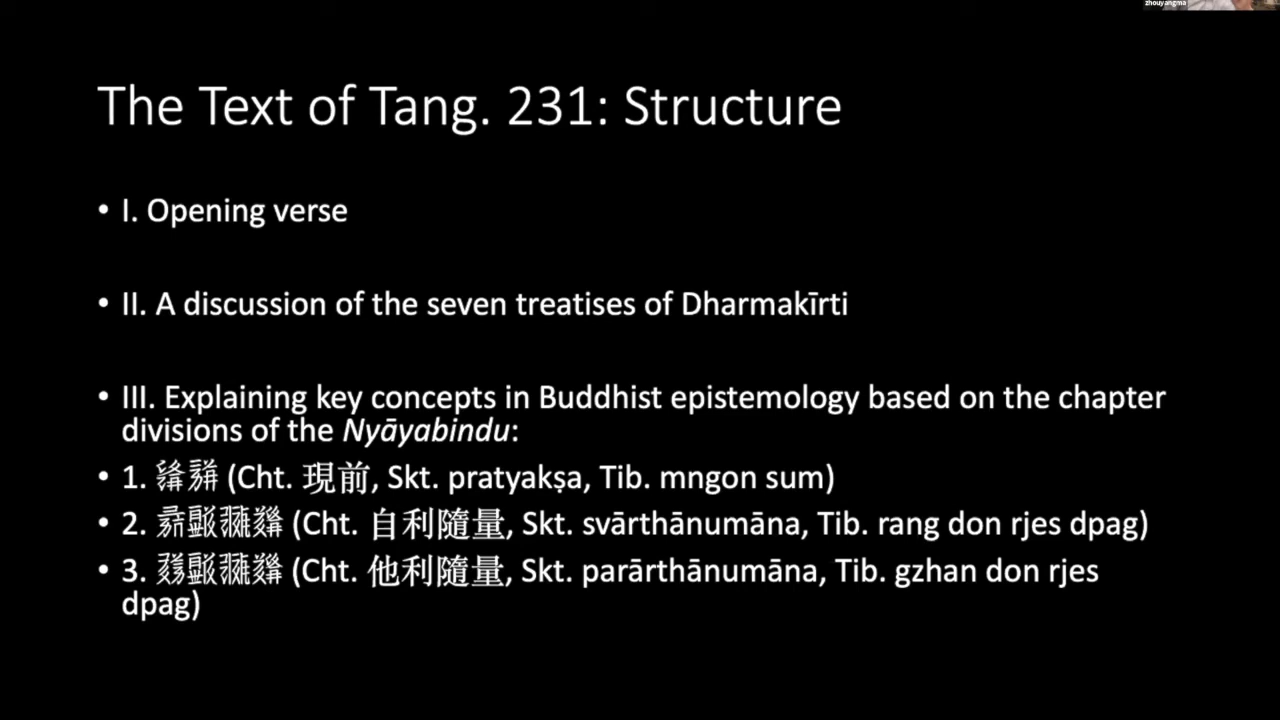 zhouyangma
The Text of Tang. 231: Structure
• I. Opening verse
• II. A discussion of the seven treatises of Dharmakīrti
• III. Explaining key concepts in Buddhist epistemology based on the chapter
divisions of the Nyāyabindu:
• 1. (Cht. 現前, Skt. pratyakṣa, Tib. mngon sum)
• 2. (Cht. 自利隨量, Skt. svārthānumāna, Tib. rang don rjes dpag)
• 3. (Cht. 他利隨量, Skt. parārthānumāna, Tib. gzhan don rjes
dpag)